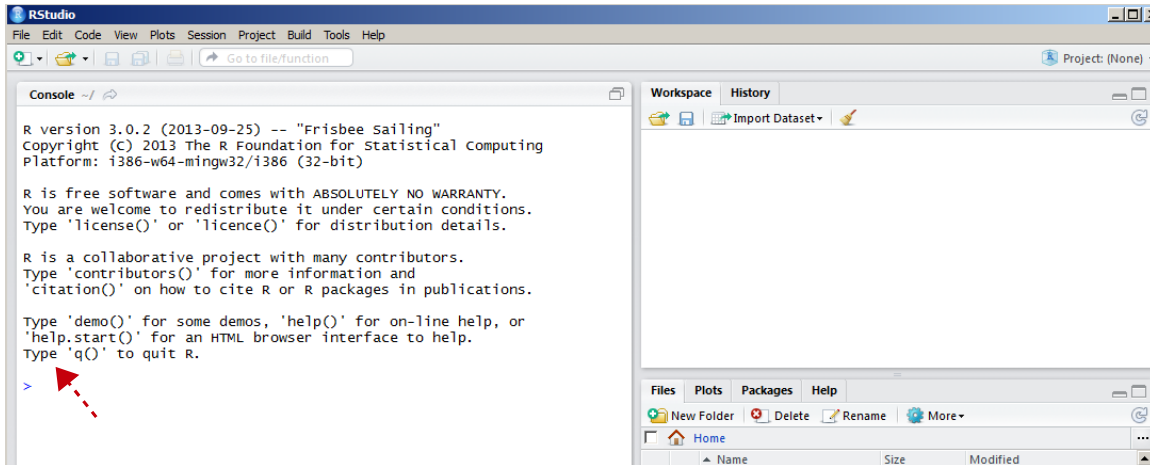 RStudio
File Edit Code View Plots Session Project Build Tools Help
Go to file/function
Project: (None)
Console ~/
R version 3.0.2 (2013-09-25) -- "Frisbee Sailing"
Copyright (C) 2013 The R Foundation for Statistical Computing
Platform: i386-w64-mingw32/i386 (32-bit)
R is free software and comes with ABSOLUTELY NO WARRANTY.
You are welcome to redistribute it under certain conditions.
Type 'license()' or 'licence()' for distribution details.
R is a collaborative project with many contributors.
Type 'contributors()' for more information and
'citation()' on how to cite R or R packages in publications.
Type 'demo()' for some demos, 'help()' for on-line help, or
'help.start()' for an HTML browser interface to help.
Type 'q()' to quit R.
>
Workspace History
Import Dataset
Files Plots Packages Help
New Folder Delete Rename More
Home ...
Name Size Modified